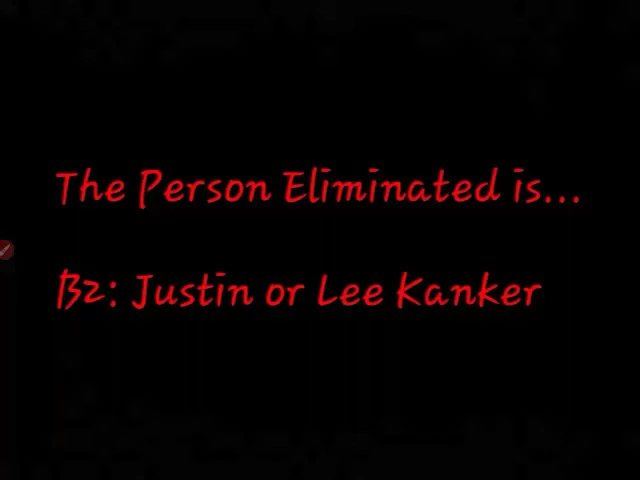 The Person Eliminated is...
B2: Justin or Lee Kanker